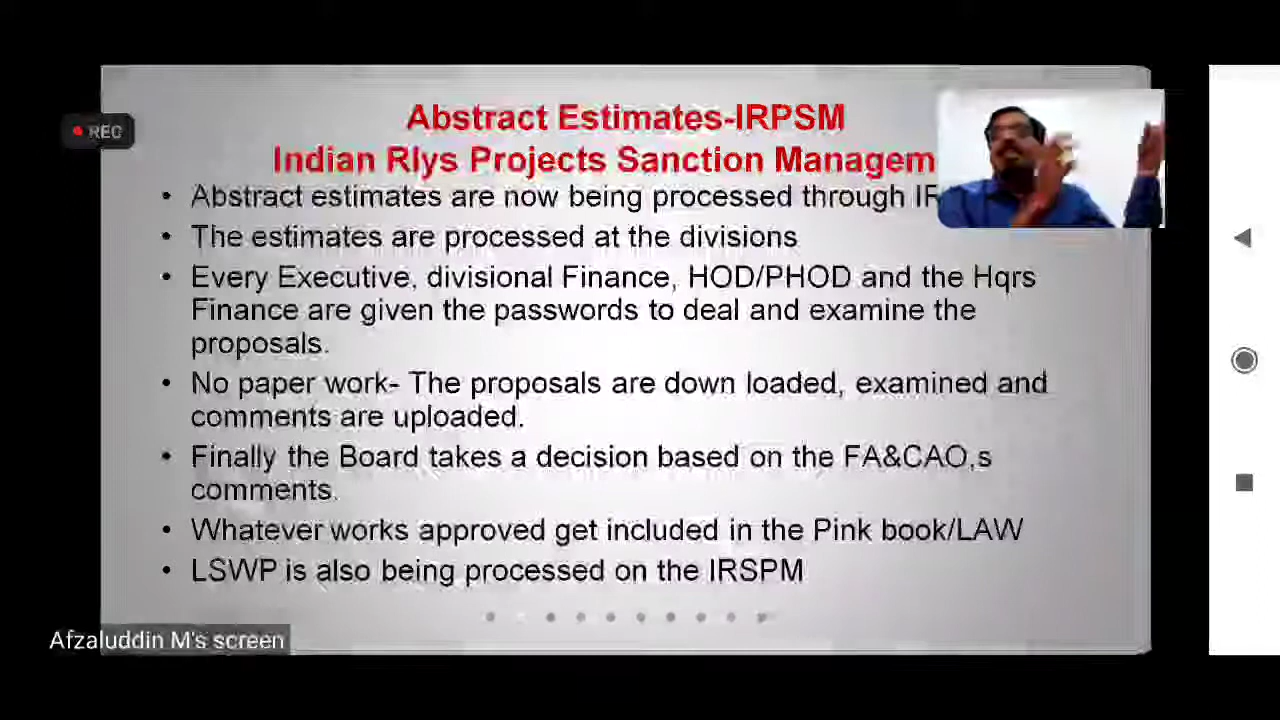 Abstract Estimates-IRPSM
REC
Indian Rlys Projects Sanction Managem
Abstract estimates are now being processed through IR
• The estimates are processed at the divisions
• Every Executive, divisional Finance, HOD/PHOD and the Hqrs
Finance are given the passwords to deal and examine the
proposals.
• No paper work- The proposals are down loaded, examined and
comments are uploaded.
• Finally the Board takes a decision based on the FA&CAO,s
comments.
• Whatever works approved get included in the Pink book/LAW
• LSWP is also being processed on the IRSPM
Afzaluddin M's screen